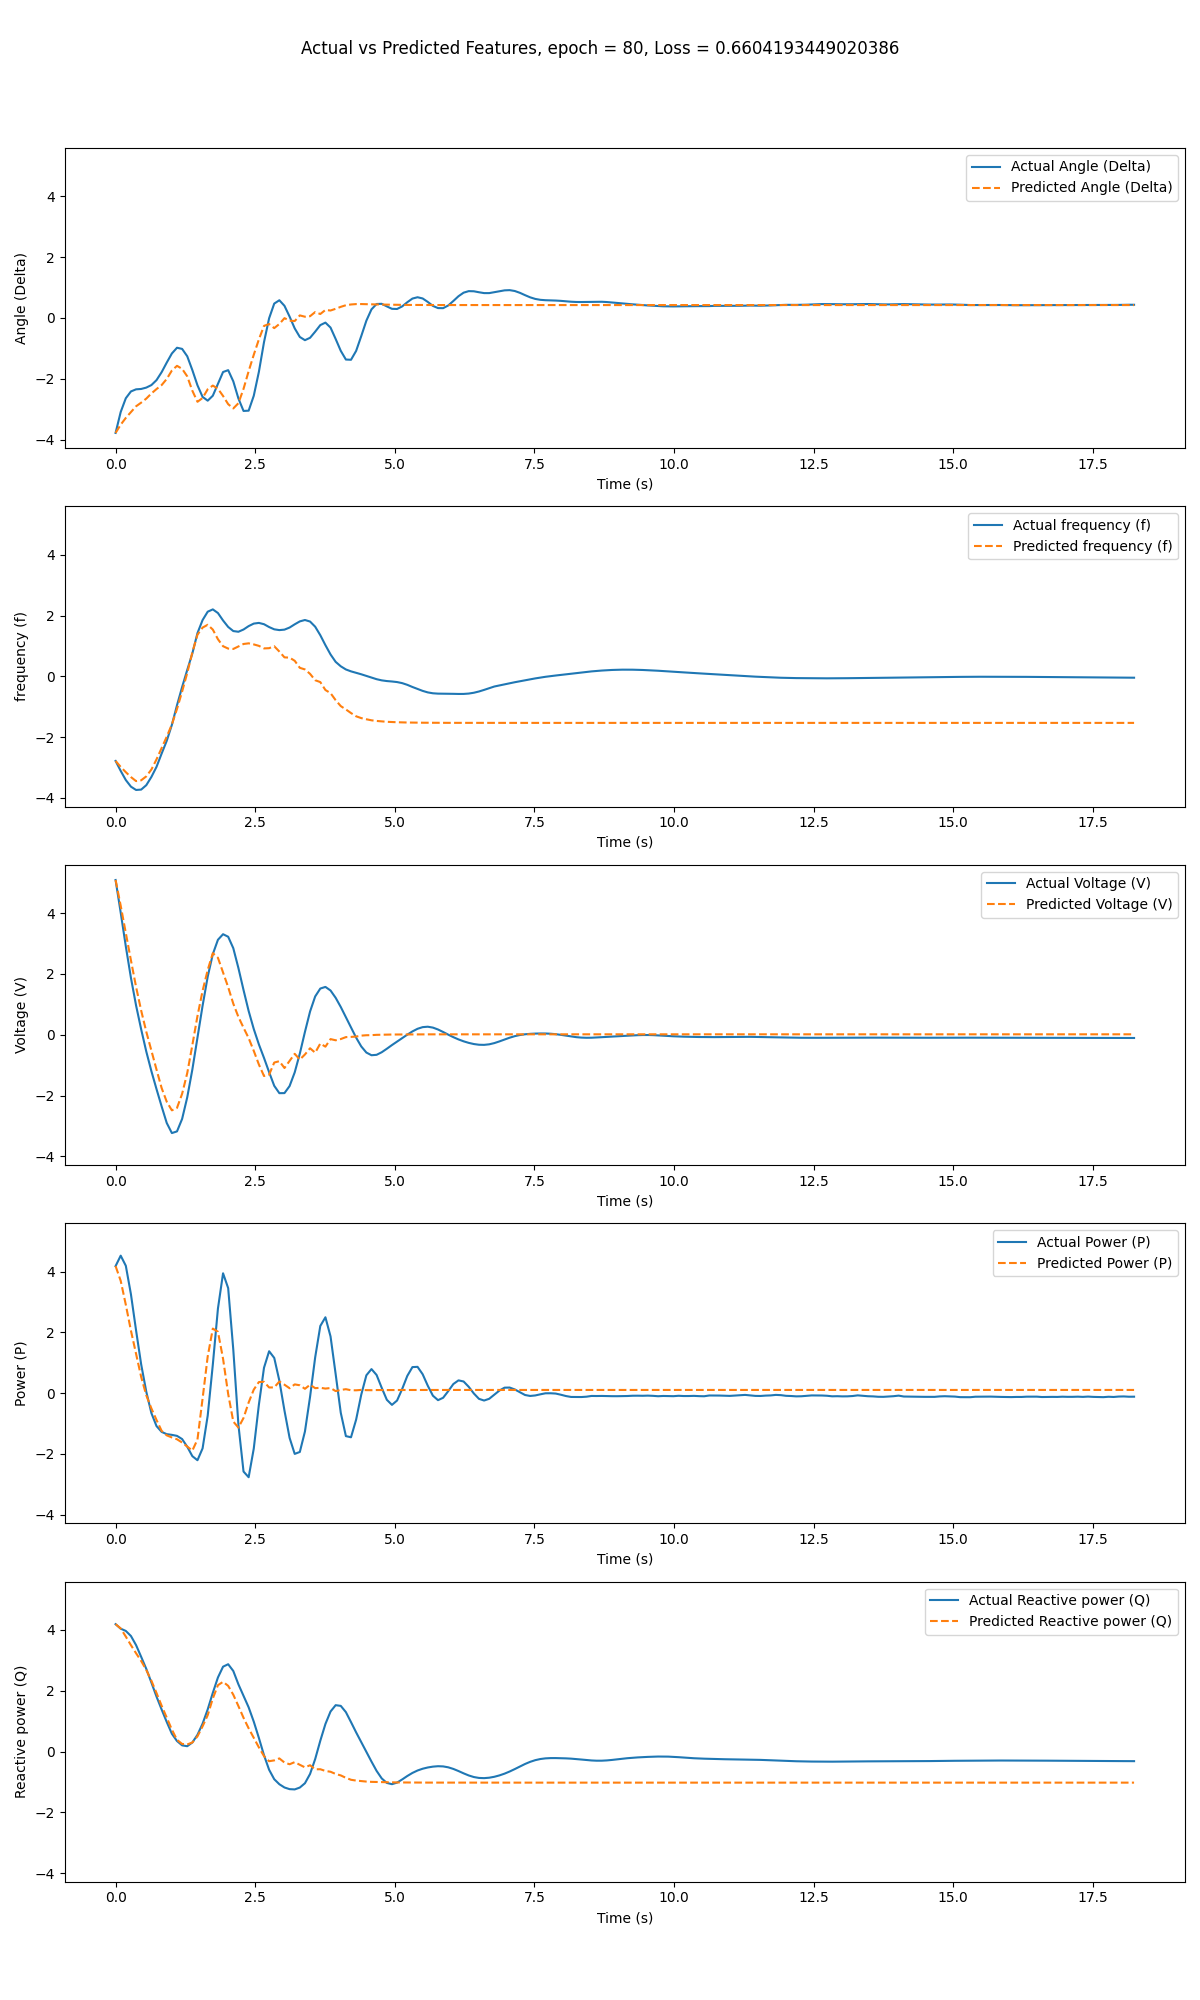 Actual vs Predicted Features, epoch = 80, Loss = 0.6604193449020386
Actual Angle (Delta)
Predicted Angle (Delta)
Angle (Delta)
4
2
0
−2
−4
0.0 2.5 5.0 7.5 10.0 12.5 15.0 17.5
Time (s)
Actual frequency (f)
Predicted frequency (f)
frequency (f)
4
2
0
−2
−4
0.0 2.5 5.0 7.5 10.0 12.5 15.0 17.5
Time (s)
Actual Voltage (V)
Predicted Voltage (V)
Voltage (V)
4
2
0
−2
−4
0.0 2.5 5.0 7.5 10.0 12.5 15.0 17.5
Time (s)
Actual Power (P)
Predicted Power (P)
Power (P)
4
2
0
−2
−4
0.0 2.5 5.0 7.5 10.0 12.5 15.0 17.5
Time (s)
Actual Reactive power (Q)
Predicted Reactive power (Q)
Reactive power (Q)
4
2
0
−2
−4
0.0 2.5 5.0 7.5 10.0 12.5 15.0 17.5
Time (s)